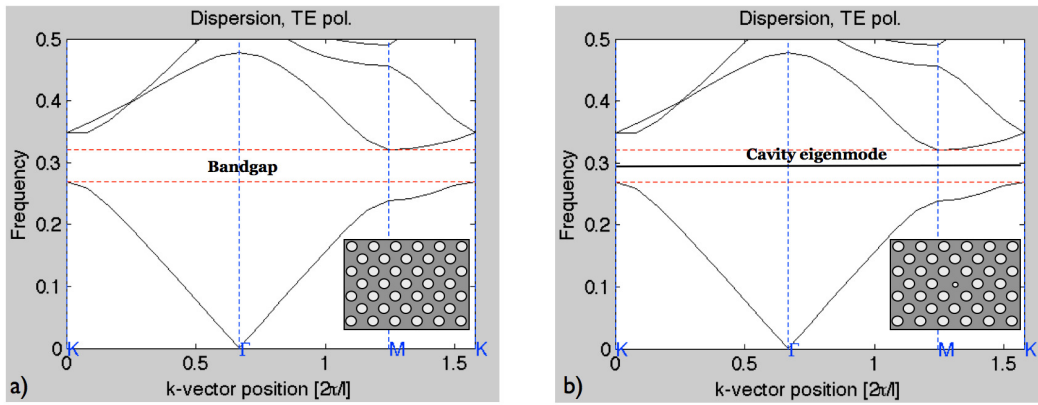 Dispersion, TE pol.
0.5
0.4
0.3
0.2
0.1
0
Frequency
Bandgap
K
Γ
M
K
0
0.5
1
1.5
k-vector position [2π/l]
a)
Dispersion, TE pol.
0.5
0.4
0.3
0.2
0.1
0
Frequency
Cavity eigenmode
K
Γ
M
K
0
0.5
1
1.5
k-vector position [2π/l]
b)